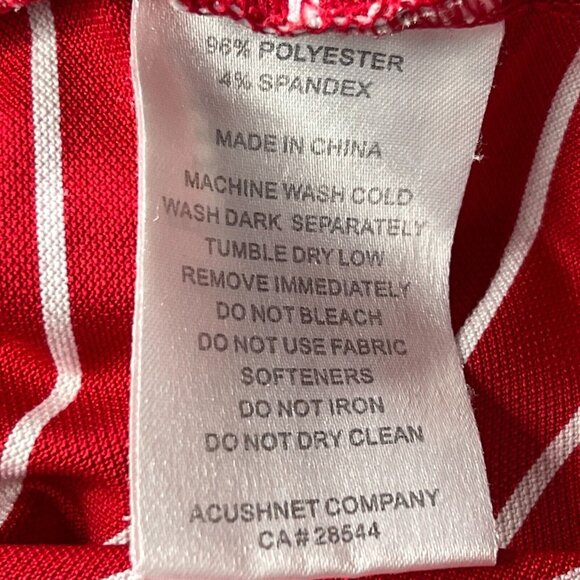 96% POLYESTER
4% SPANDEX
MADE IN CHINA
MACHINE WASH COLD
WASH DARK SEPARATELY
TUMBLE DRY LOW
REMOVE IMMEDIATELY
DO NOT BLEACH
DO NOT USE FABRIC
SOFTENERS
DO NOT IRON
DO NOT DRY CLEAN
ACUSHNET COMPANY
CA#28544